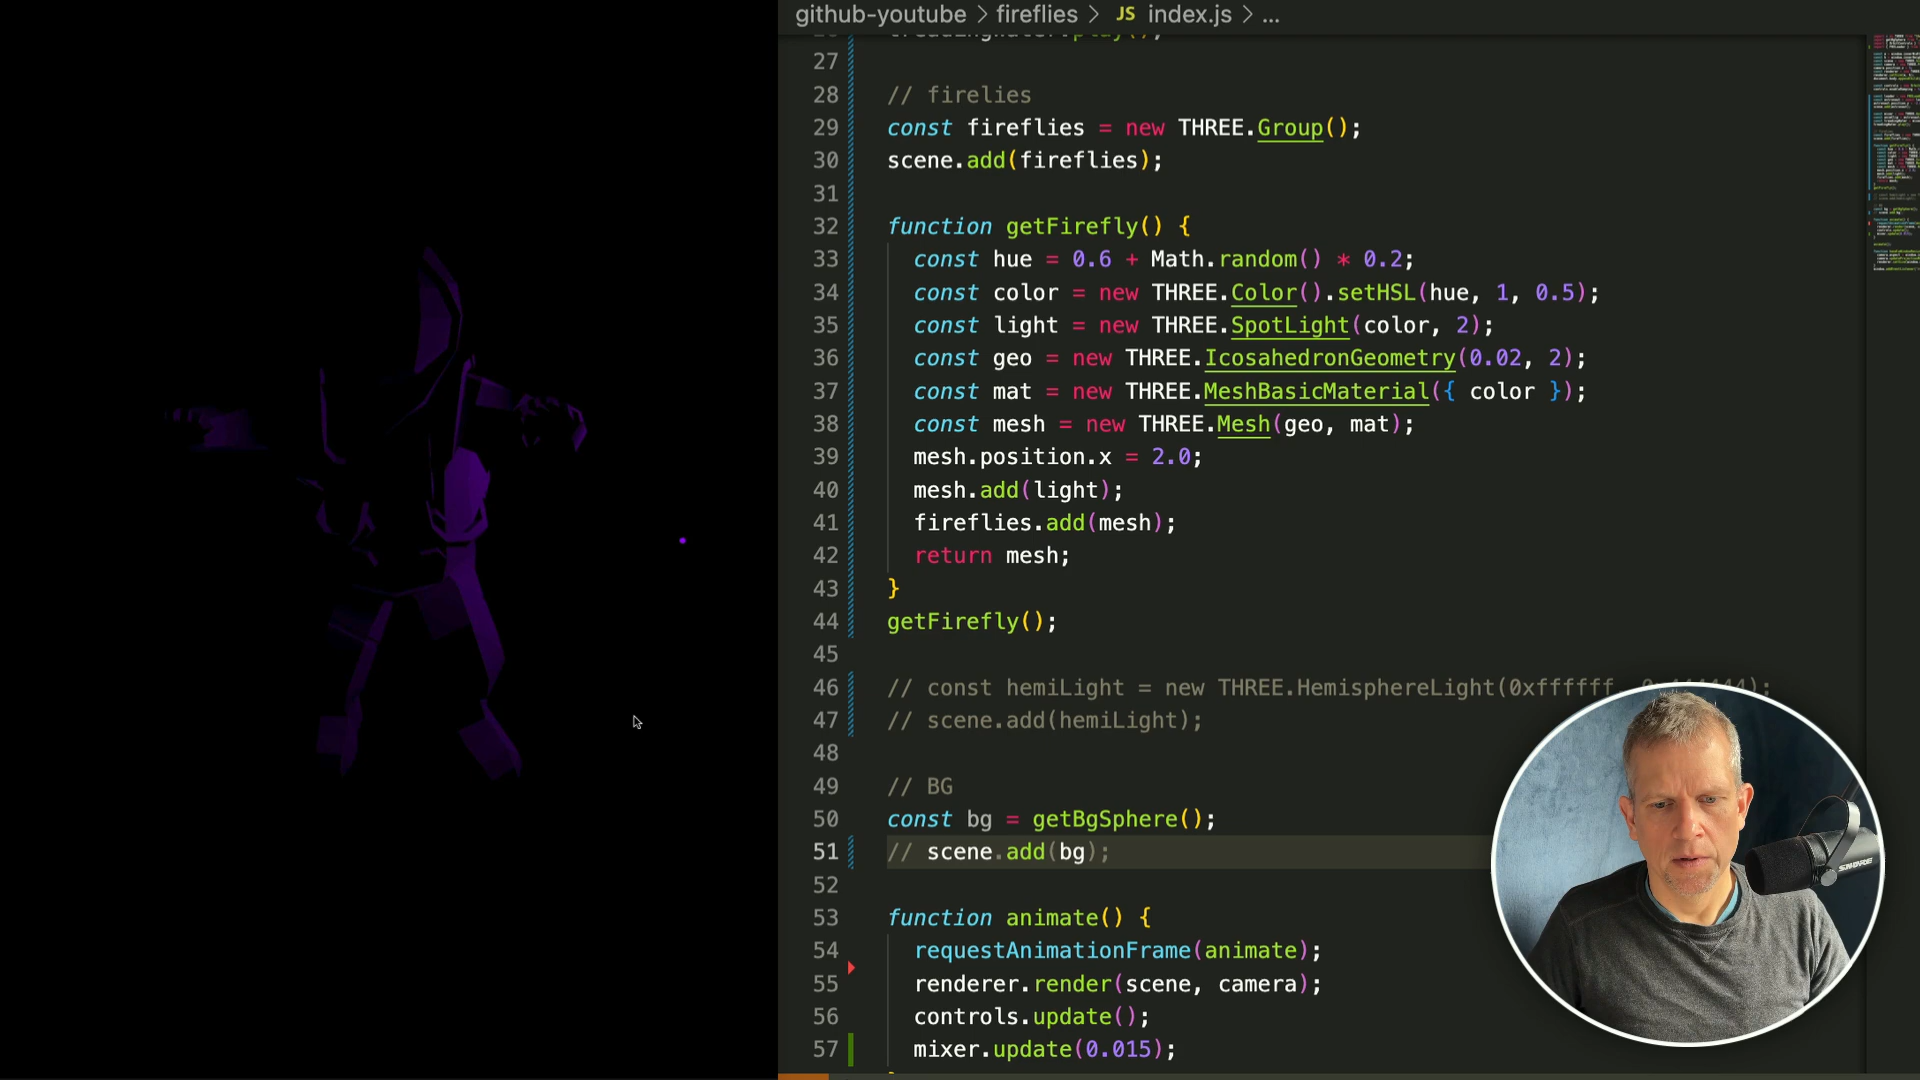 github-youtube > fireflies > JS index.js > ...
27
28 // firelies
29 const fireflies = new THREE.Group();
30 scene.add(fireflies);
31
32 function getFirefly() {
33 const hue = 0.6 + Math.random() * 0.2;
34 const color = new THREE.Color().setHSL(hue, 1, 0.5);
35 const light = new THREE.SpotLight(color, 2);
36 const geo = new THREE.IcosahedronGeometry(0.02, 2);
37 const mat = new THREE.MeshBasicMaterial({ color });
38 const mesh = new THREE.Mesh(geo, mat);
39 mesh.position.x = 2.0;
40 mesh.add(light);
41 fireflies.add(mesh);
42 return mesh;
43 }
44 getFirefly();
45
46 // const hemiLight = new THREE.HemisphereLight(0xffffff,
47 // scene.add(hemiLight);
48
49 // BG
50 const bg = getBgSphere();
51 // scene.add(bg);
52
53 function animate() {
54 requestAnimationFrame(animate);
55 renderer.render(scene, camera);
56 controls.update();
57 mixer.update(0.015);
SHURE